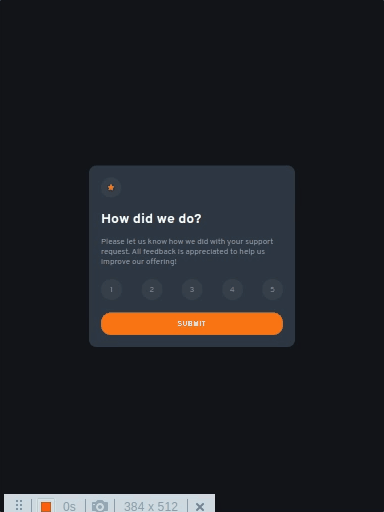 How did we do?
Please let us know how we did with your support
request. All feedback is appreciated to help us
improve our offering!
1 2 3 4 5
SUBMIT
0s 384 x 512